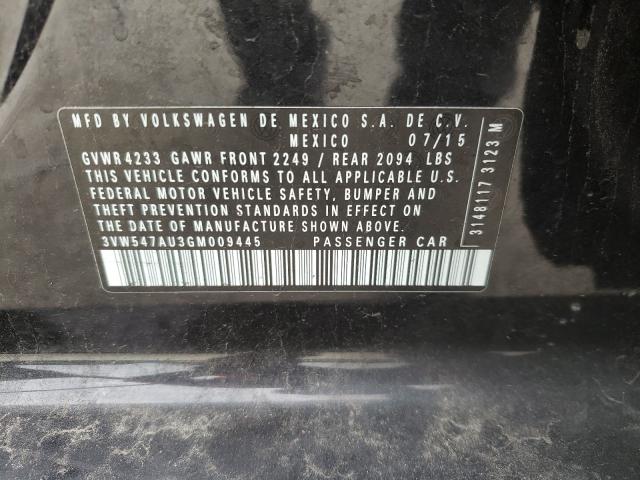 MFD BY VOLKSWAGEN DE MEXICO S.A. DE C.V.
MEXICO 07/15
GVWR 4233 GAWR FRONT 2249 / REAR 2094 LBS
THIS VEHICLE CONFORMS TO ALL APPLICABLE U.S.
FEDERAL MOTOR VEHICLE SAFETY, BUMPER AND
THEFT PREVENTION STANDARDS IN EFFECT ON
THE DATE OF MANUFACTURE SHOWN ABOVE.
3VW547AU3GM009445 PASSENGER CAR
3148117 3123 M